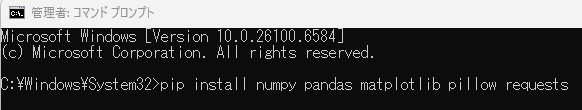 管理者: コマンド プロンプト
Microsoft Windows [Version 10.0.26100.6584]
(c) Microsoft Corporation. All rights reserved.
C:¥Windows¥System32>pip install numpy pandas matplotlib pillow requests